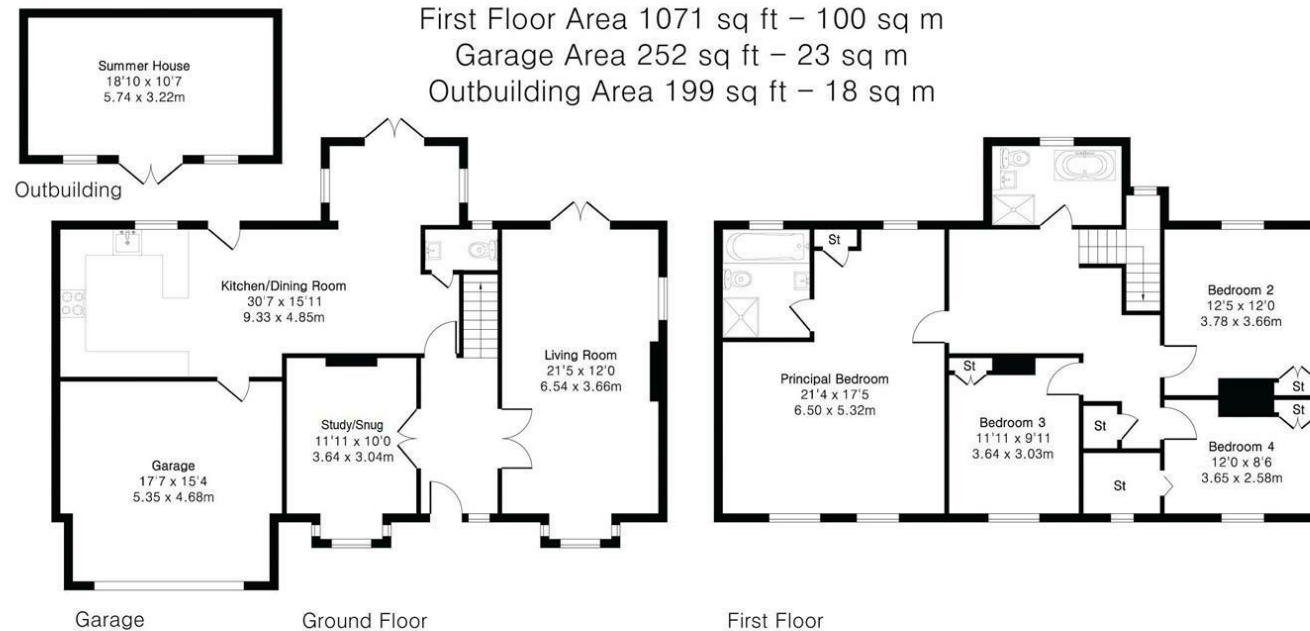 First Floor Area 1071 sq ft – 100 sq m
Garage Area 252 sq ft – 23 sq m
Outbuilding Area 199 sq ft – 18 sq m
Summer House
18'10 x 10'7
5.74 x 3.22m
Outbuilding
Kitchen/Dining Room
30'7 x 15'11
9.33 x 4.85m
Living Room
21'5 x 12'0
6.54 x 3.66m
Study/Snug
11'11 x 10'0
3.64 x 3.04m
Garage
17'7 x 15'4
5.35 x 4.68m
Garage
Ground Floor
St
Bedroom 2
12'5 x 12'0
3.78 x 3.66m
Principal Bedroom
21'4 x 17'5
6.50 x 5.32m
St
St
St
Bedroom 3
11'11 x 9'11
3.64 x 3.03m
St
Bedroom 4
12'0 x 8'6
3.65 x 2.58m
St
First Floor